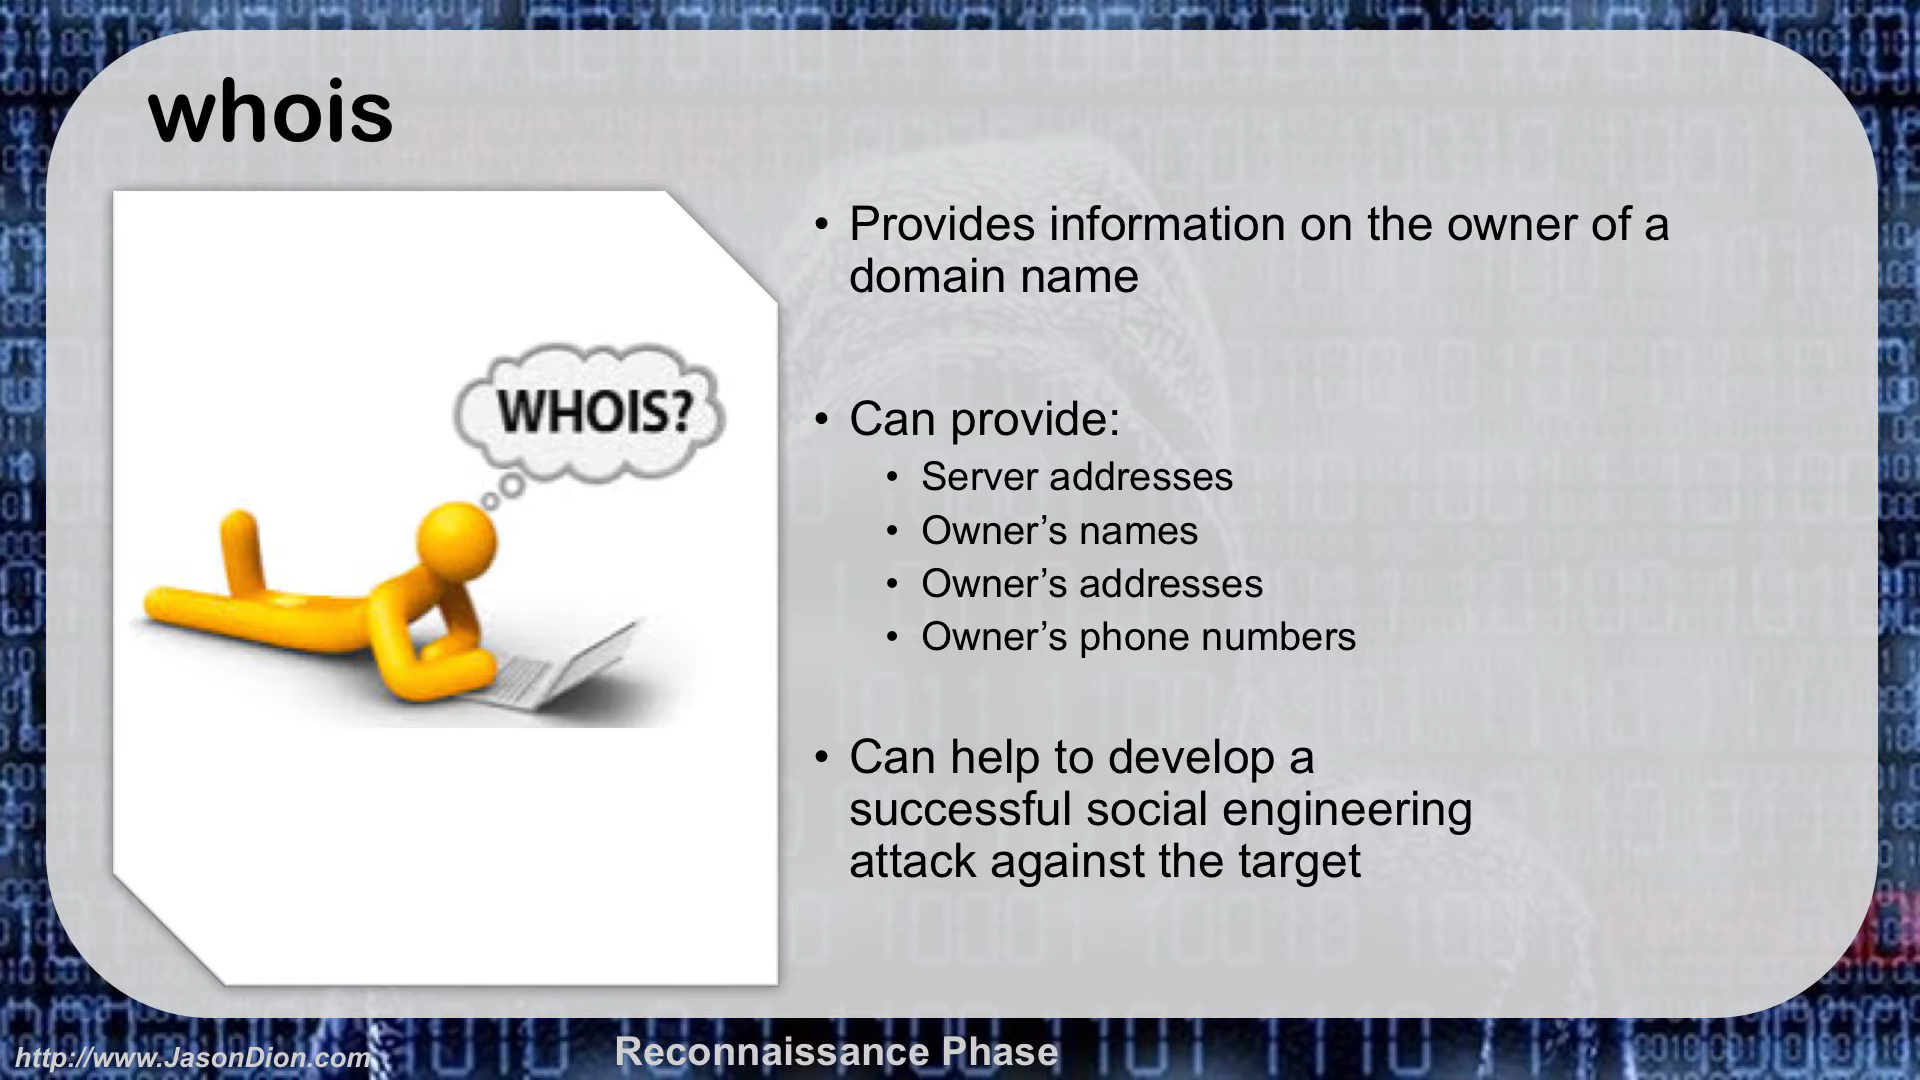 whois
WHOIS?
• Provides information on the owner of a
domain name
• Can provide:
• Server addresses
• Owner’s names
• Owner’s addresses
• Owner’s phone numbers
• Can help to develop a
successful social engineering
attack against the target
http://www.JasonDion.com
Reconnaissance Phase